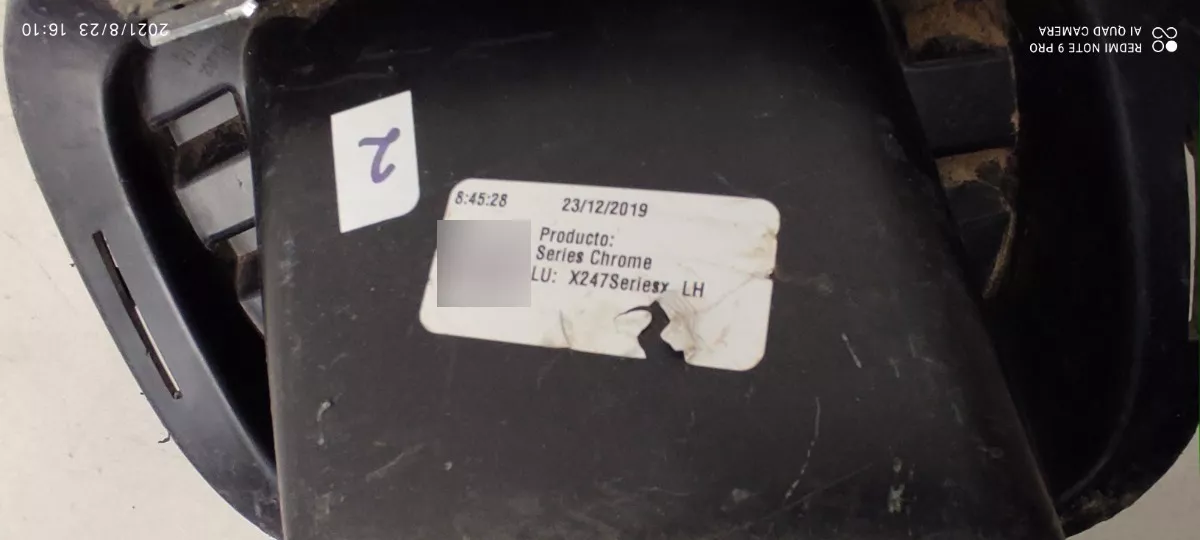 2021/8/23 16:10
REDMI NOTE 9 PRO
AI QUAD CAMERA
2
8:45:28 23/12/2019
Producto:
Series Chrome
LU: X247Seriesx LH